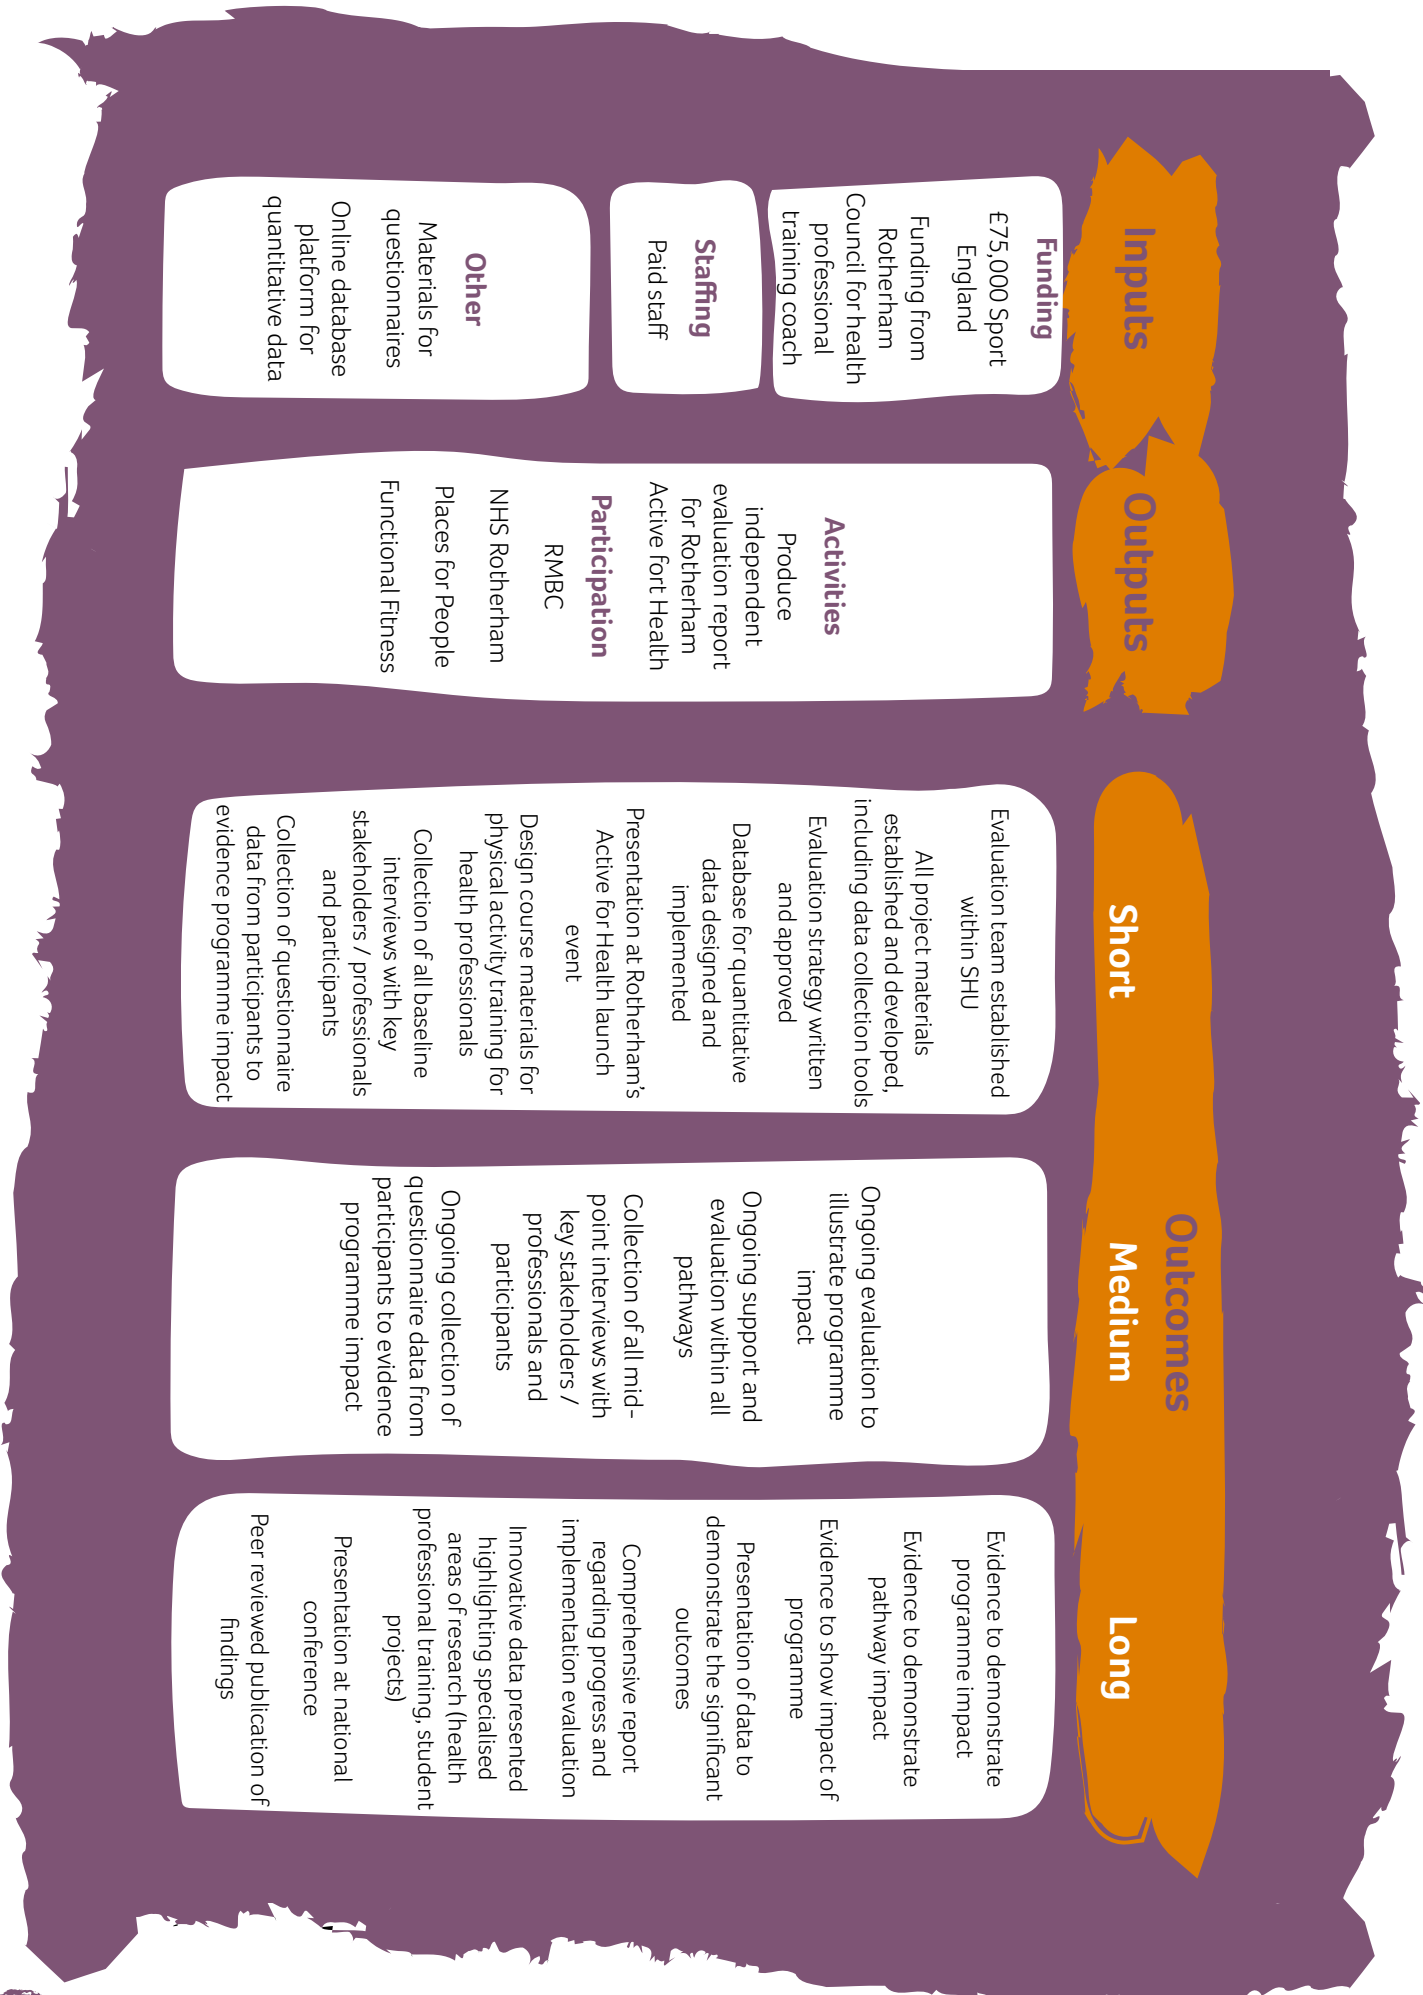 Inputs
Outputs
Outcomes
Short
Medium
Long
Funding
£75,000 Sport
England
Funding from
Rotherham
Council for health
professional
training coach
Staffing
Paid staff
Other
Materials for
questionnaires
Online database
platform for
quantitative data
Activities
Produce
independent
evaluation report
for Rotherham
Active fort Health
Participation
RMBC
NHS Rotherham
Places for People
Functional Fitness
Evaluation team established
within SHU
All project materials
established and developed,
including data collection tools
Evaluation strategy written
and approved
Database for quantitative
data designed and
implemented
Presentation at Rotherham’s
Active for Health launch
event
Design course materials for
physical activity training for
health professionals
Collection of all baseline
interviews with key
stakeholders / professionals
and participants
Collection of questionnaire
data from participants to
evidence programme impact
Ongoing evaluation to
illustrate programme
impact
Ongoing support and
evaluation within all
pathways
Collection of all mid-
point interviews with
key stakeholders /
professionals and
participants
Ongoing collection of
questionnaire data from
participants to evidence
programme impact
Evidence to demonstrate
programme impact
Evidence to demonstrate
pathway impact
Evidence to show impact of
programme
Presentation of data to
demonstrate the significant
outcomes
Comprehensive report
regarding progress and
implementation evaluation
Innovative data presented
highlighting specialised
areas of research (health
professional training, student
projects)
Presentation at national
conference
Peer reviewed publication of
findings